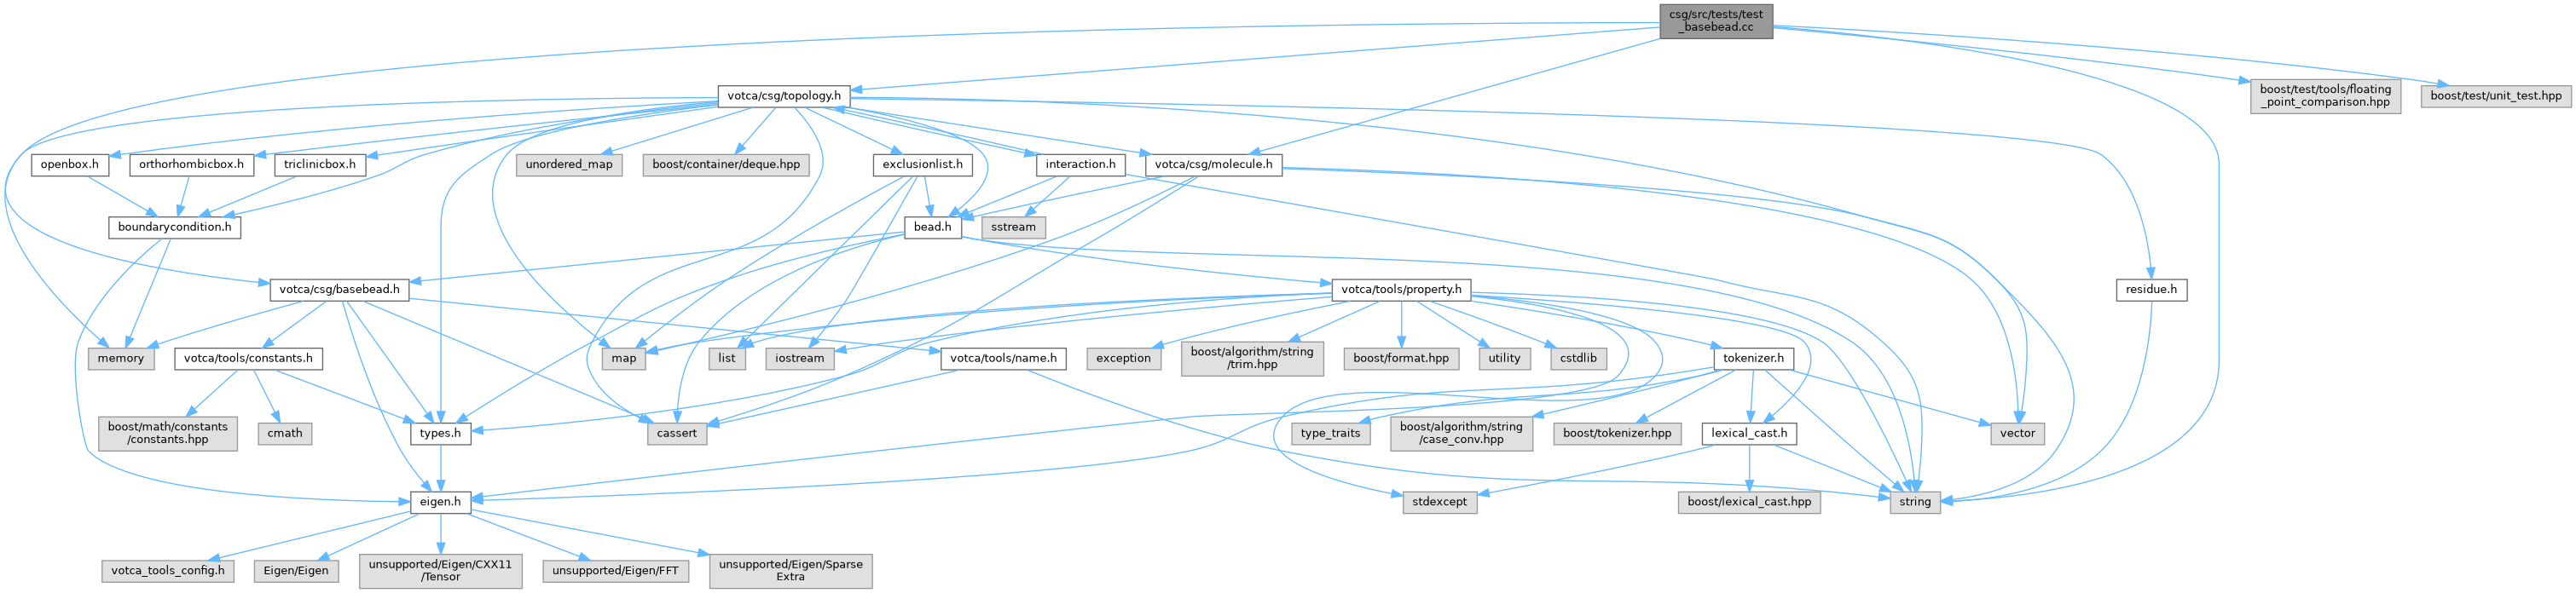 csg/src/tests/test
_basebead.cc
votca/csg/topology.h
boost/test/tools/floating
_point_comparison.hpp
boost/test/unit_test.hpp
openbox.h
orthorhombicbox.h
triclinicbox.h
unordered_map
boost/container/deque.hpp
exclusionlist.h
interaction.h
votca/csg/molecule.h
boundarycondition.h
bead.h
sstream
votca/csg/basebead.h
votca/tools/property.h
residue.h
memory
votca/tools/constants.h
map
list
iostream
votca/tools/name.h
exception
boost/algorithm/string
/trim.hpp
boost/format.hpp
utility
cstdlib
tokenizer.h
boost/math/constants
/constants.hpp
cmath
types.h
cassert
type_traits
boost/algorithm/string
/case_conv.hpp
boost/tokenizer.hpp
lexical_cast.h
vector
eigen.h
stdexcept
boost/lexical_cast.hpp
string
votca_tools_config.h
Eigen/Eigen
unsupported/Eigen/CXX11
/Tensor
unsupported/Eigen/FFT
unsupported/Eigen/Sparse
Extra